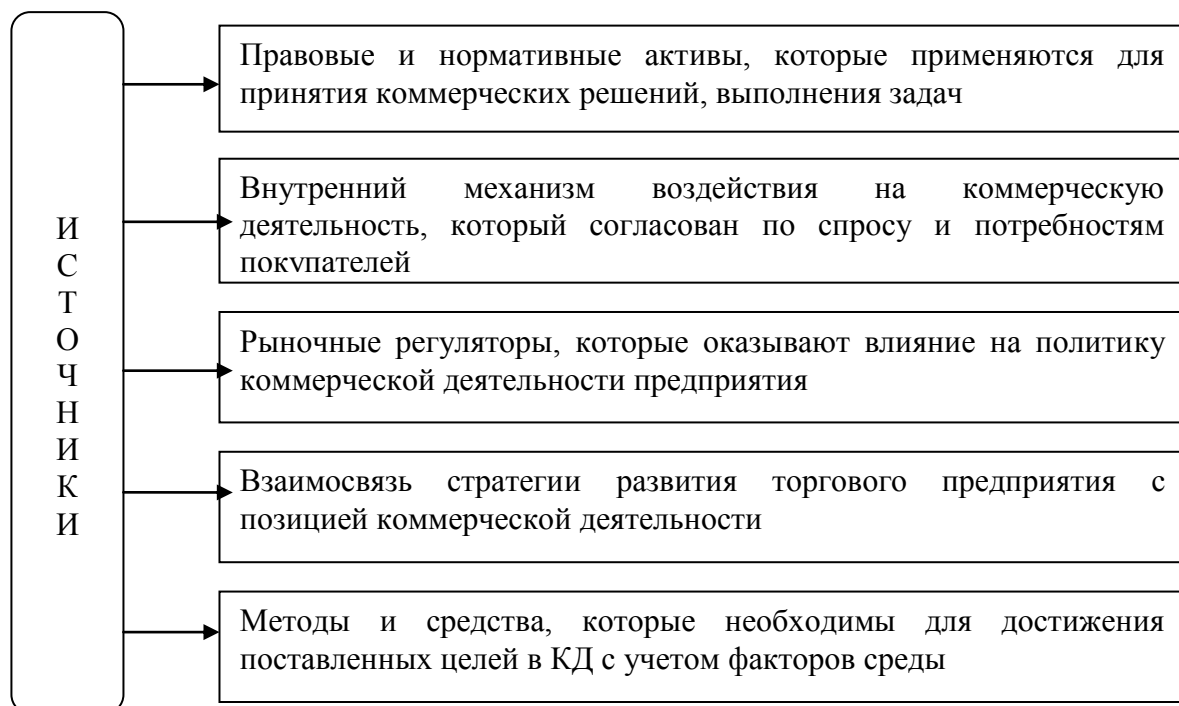 ИСТОЧНИКИ
Правовые и нормативные активы, которые применяются для
принятия коммерческих решений, выполнения задач
Внутренний механизм воздействия на коммерческую
деятельность, который согласован по спросу и потребностям
покупателей
Рыночные регуляторы, которые оказывают влияние на политику
коммерческой деятельности предприятия
Взаимосвязь стратегии развития торгового предприятия с
позицией коммерческой деятельности
Методы и средства, которые необходимы для достижения
поставленных целей в КД с учетом факторов среды